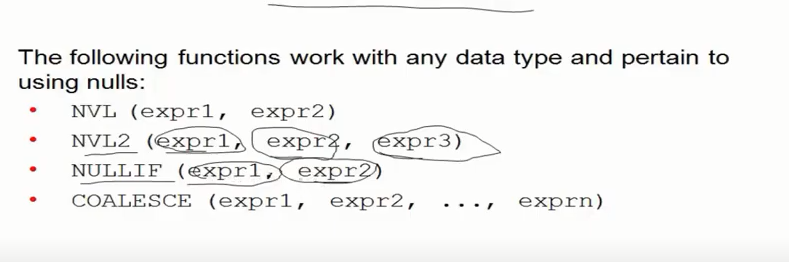 The following functions work with any data type and pertain to
using nulls:
• NVL (expr1, expr2)
• NVL2 (expr1, expr2, expr3)
• NULLIF (expr1, expr2)
• COALESCE (expr1, expr2, ..., exprn)